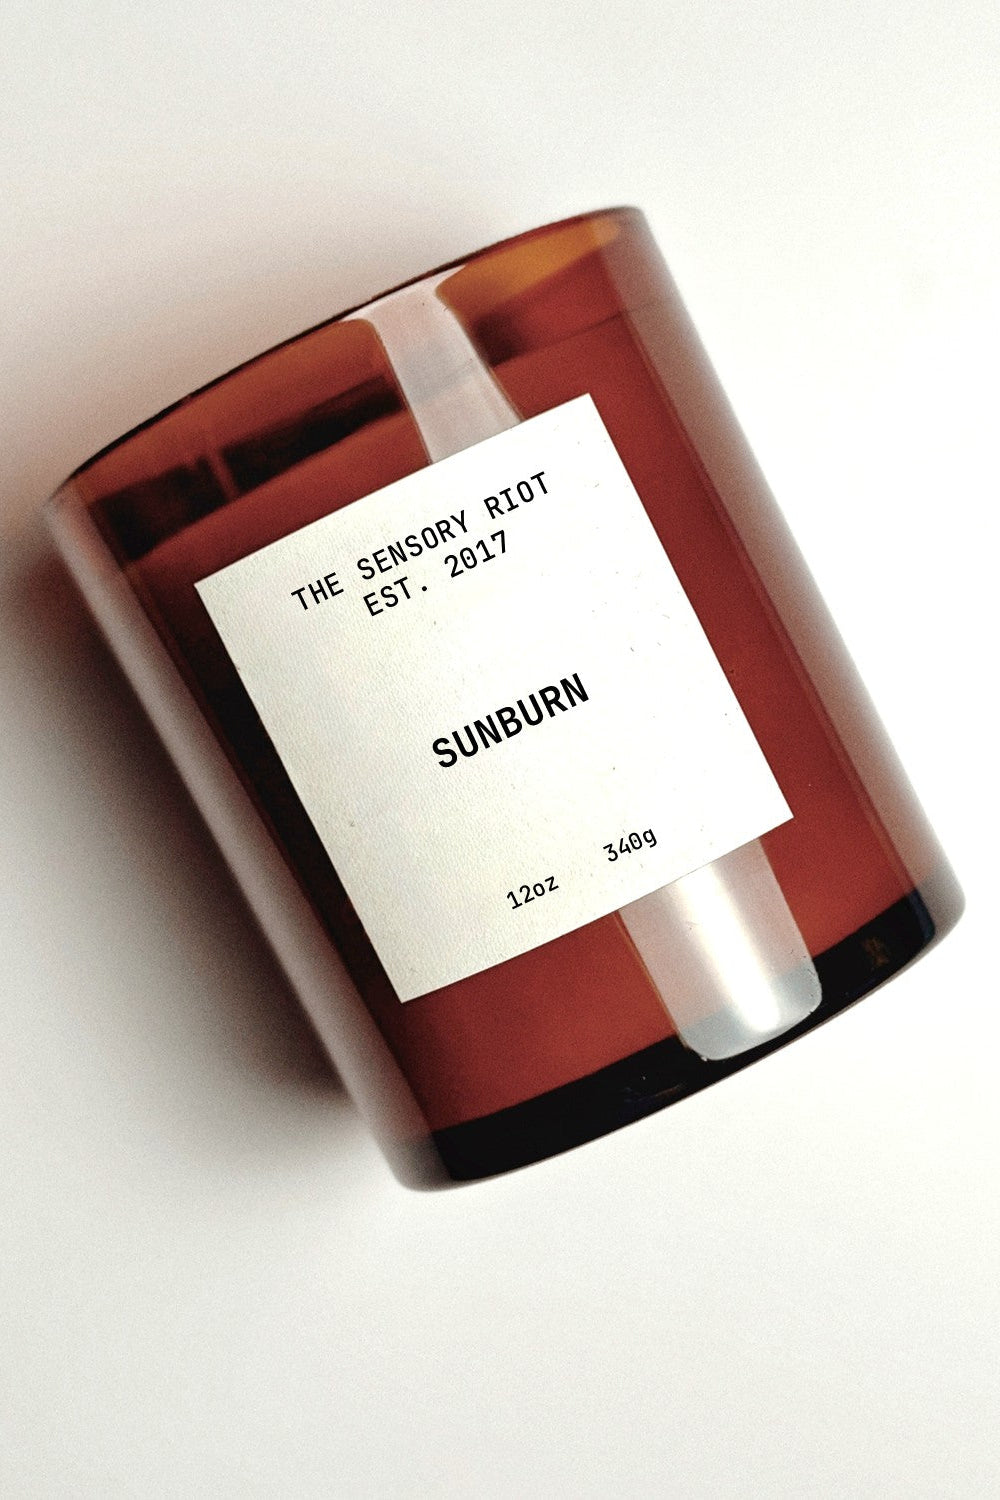 THE SENSORY RIOT
EST. 2017
SUNBURN
12oz 340g